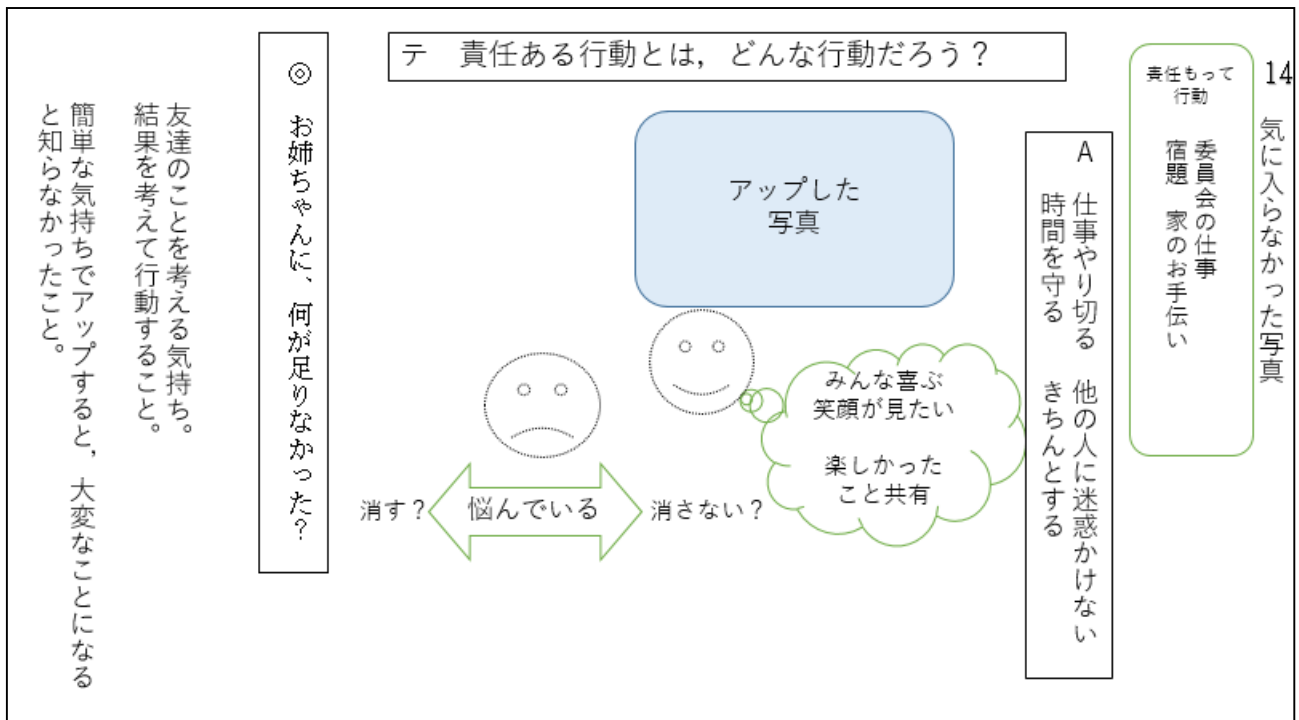 14　気に入らなかった写真
責任もって
行動
委員会の仕事
宿題　家のお手伝い
テ　責任ある行動とは，どんな行動だろう？
A　仕事やり切る　他の人に迷惑かけない
時間を守る　きちんとする
アップした
写真
みんな喜ぶ
笑顔が見たい
楽しかった
こと共有
消さない？
悩んでいる
消す？
◎　お姉ちゃんに、何が足りなかった？
友達のことを考える気持ち。
結果を考えて行動すること。
簡単な気持ちでアップすると，大変なことになる
と知らなかったこと。